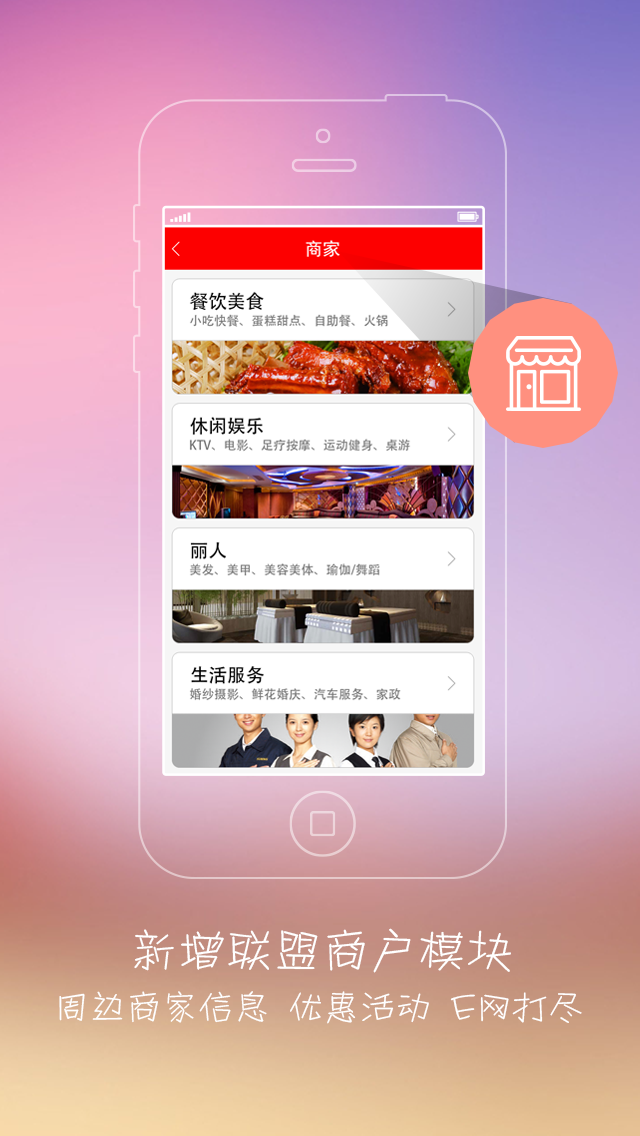 商家
餐饮美食
小吃快餐、蛋糕甜点、自助餐、火锅
休闲娱乐
KTV、电影、足疗按摩、运动健身、桌游
丽人
美发、美甲、美容美体、瑜伽/舞蹈
生活服务
婚纱摄影、鲜花婚庆、汽车服务、家政
新增联盟商户模块
周边商家信息 优惠活动 E网打尽